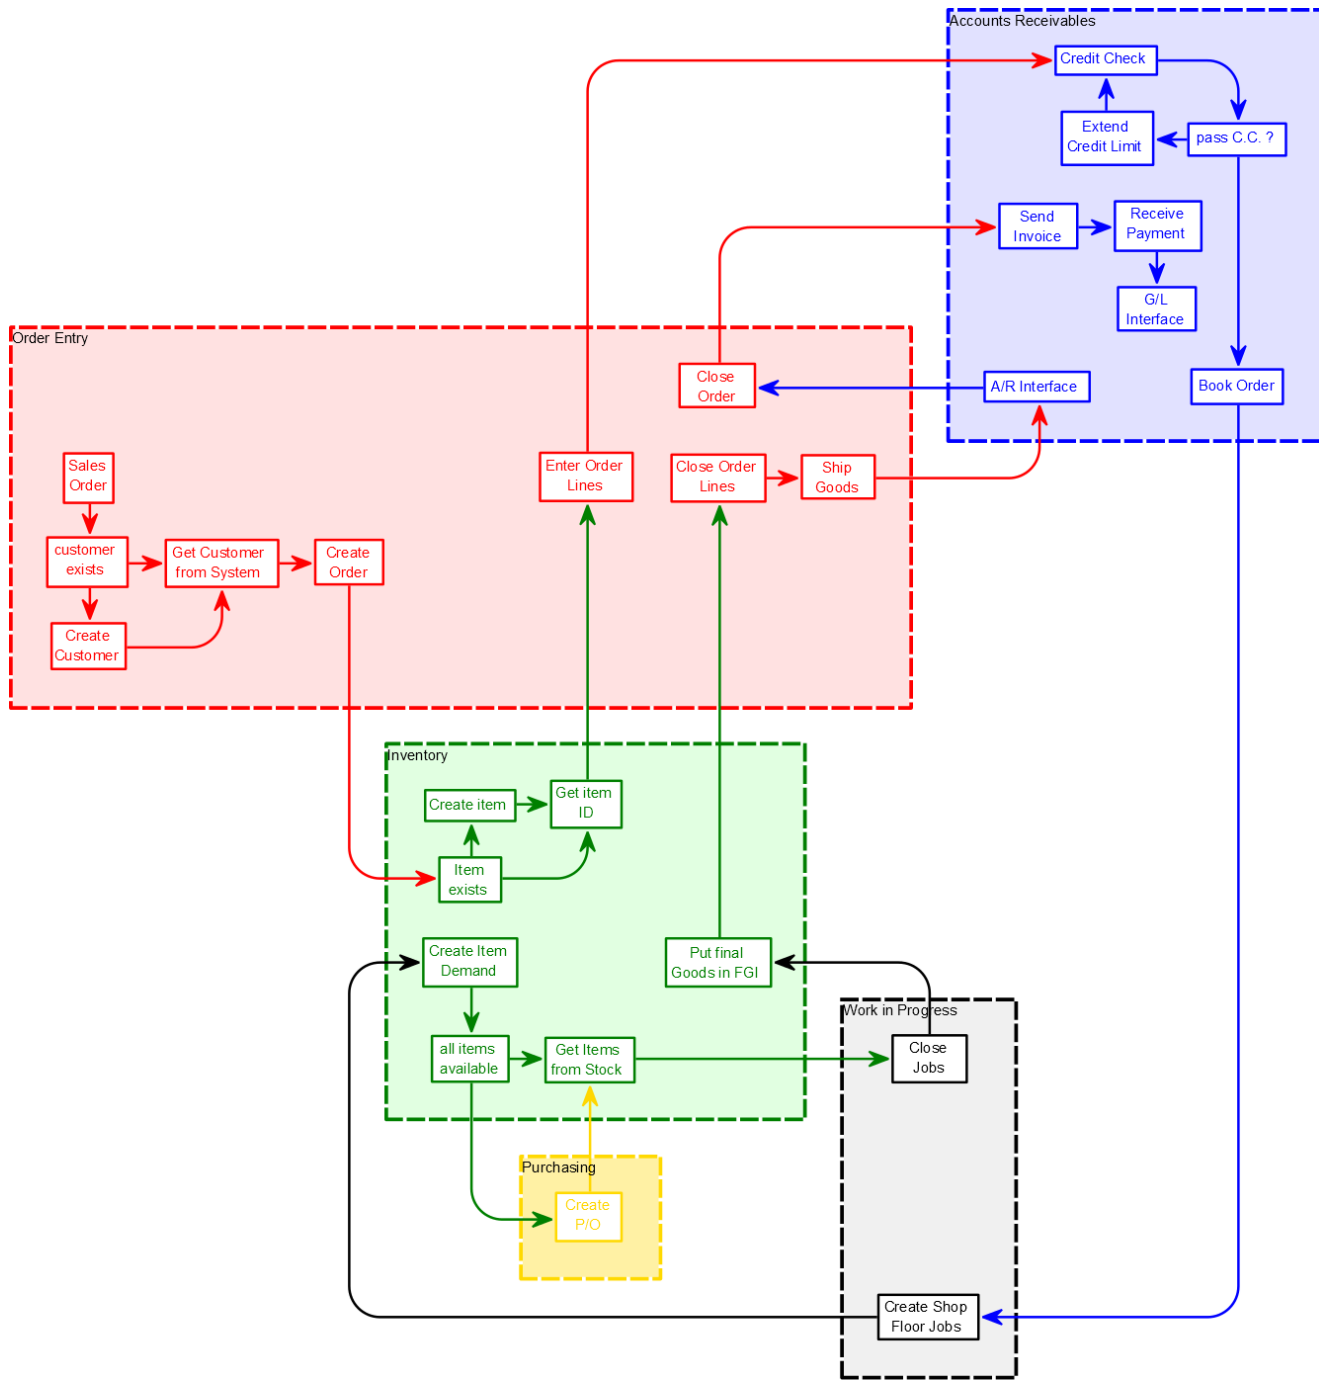 Accounts Receivables
Credit Check
Extend
Credit Limit
pass C.C. ?
Send
Invoice
Receive
Payment
G/L
Interface
A/R Interface
Book Order
Order Entry
Close
Order
Sales
Order
Enter Order
Lines
Close Order
Lines
Ship
Goods
customer
exists
Get Customer
from System
Create
Order
Create
Customer
Inventory
Create item
Get item
ID
Item
exists
Create Item
Demand
Put final
Goods in FGI
all items
available
Get Items
from Stock
Work in Progress
Close
Jobs
Purchasing
Create
P/O
Create Shop
Floor Jobs